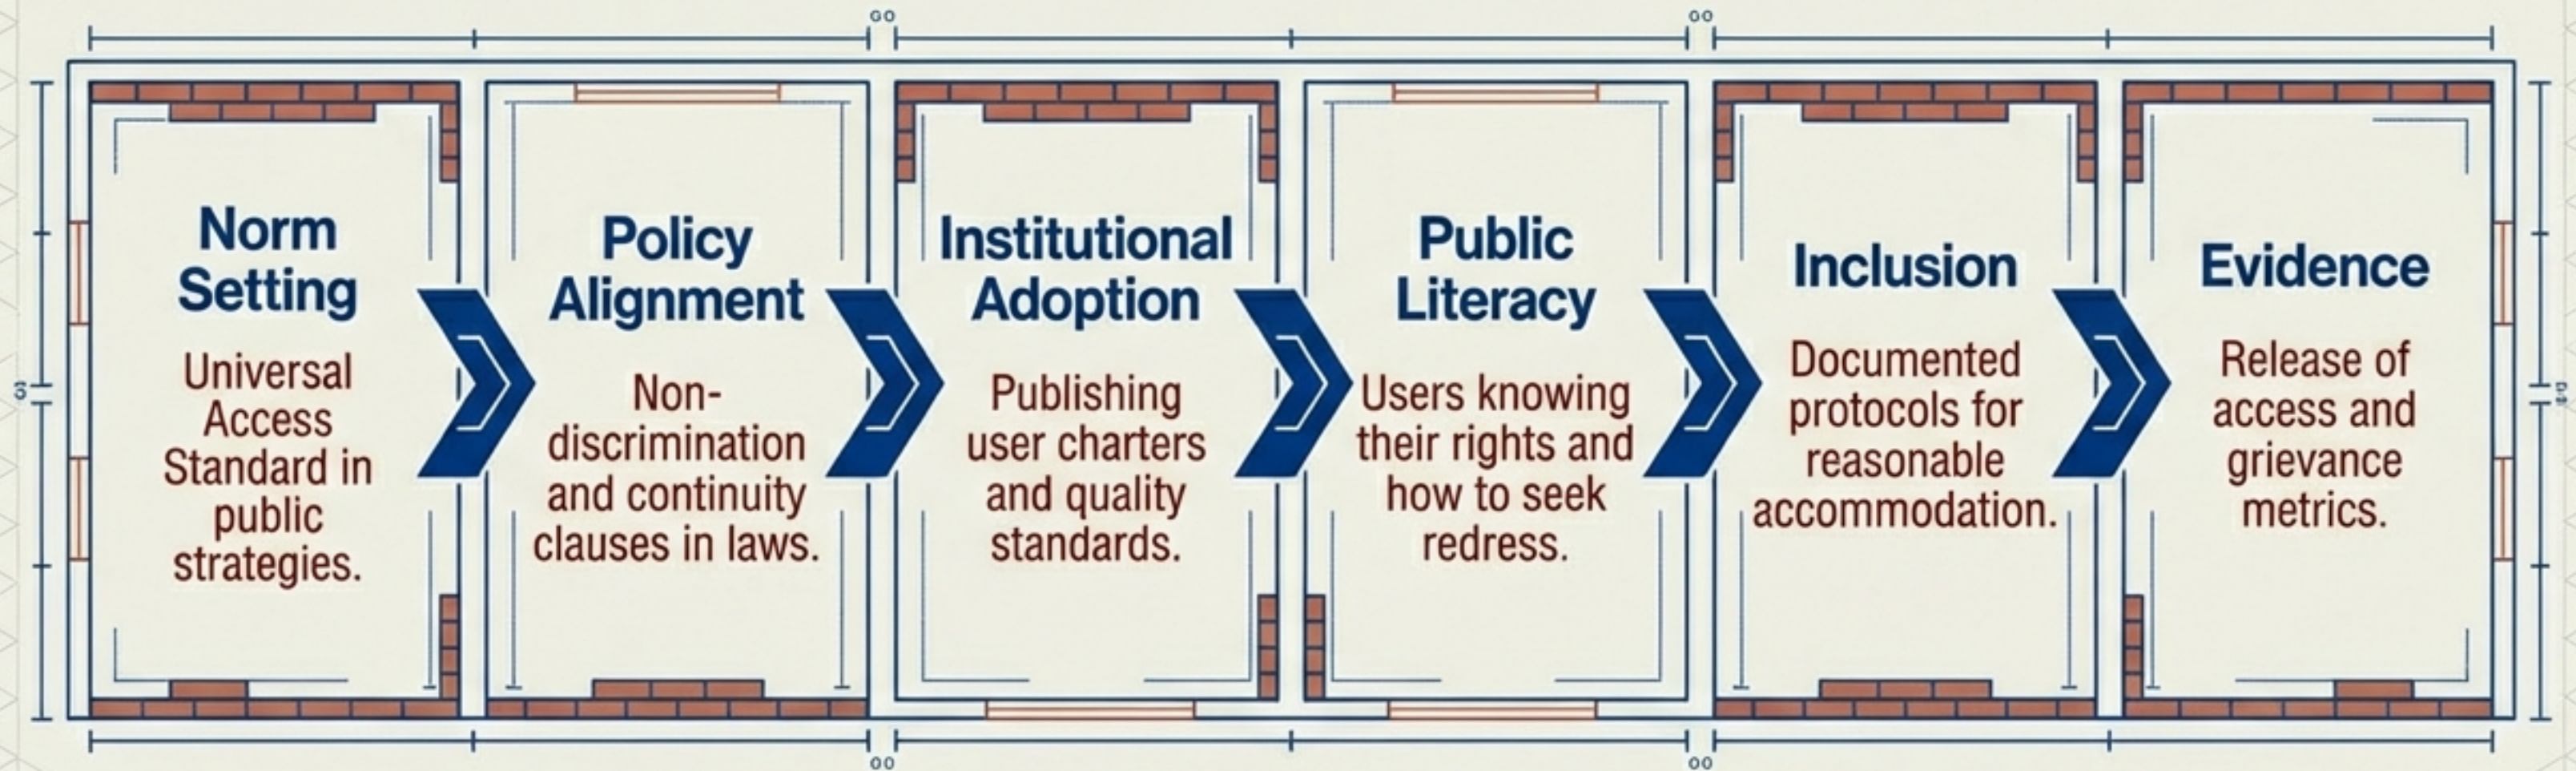 GO
GO
Norm
Setting
Universal
Access
Standard in
public
strategies.
Policy
Alignment
Non-
discrimination
and continuity
clauses in laws.
Institutional
Adoption
Publishing
user charters
and quality
standards.
Public
Literacy
Users knowing
their rights and
how to seek
redress.
Inclusion
Documented
protocols for
reasonable
accommodation.
Evidence
Release of
access and
grievance
metrics.